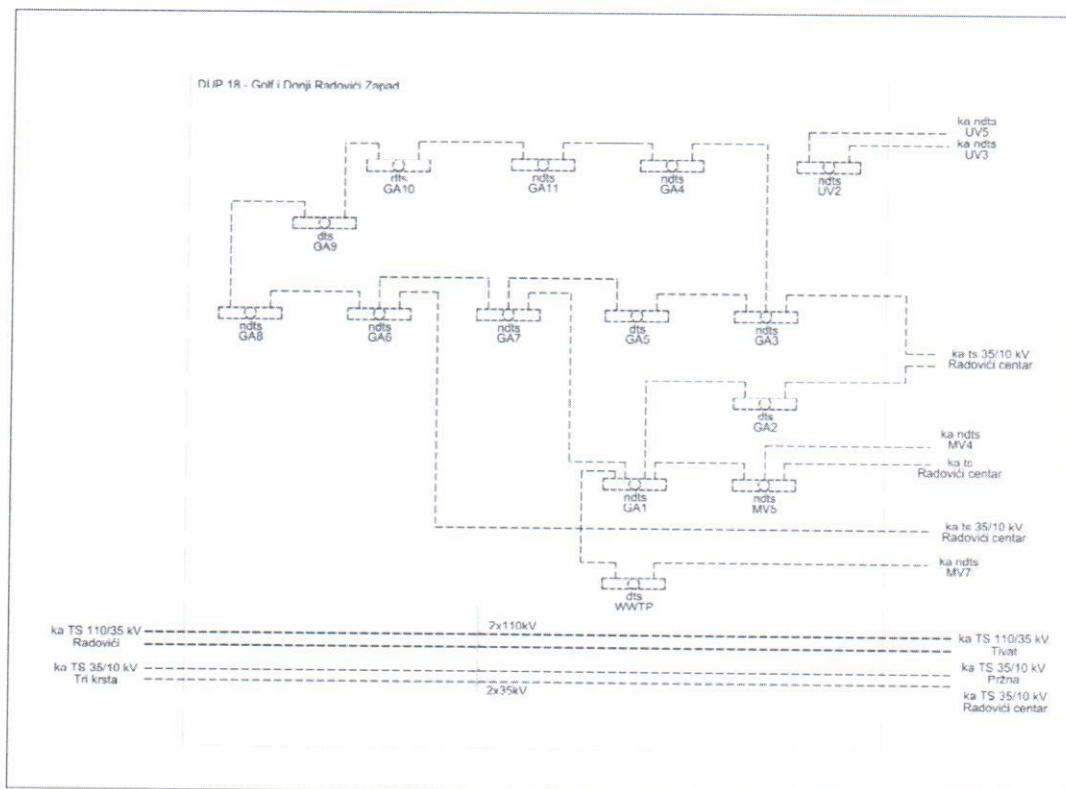 DUP 18 - Golf i Donji Radovići Zapad
ka ndts
UV5
ka ndts
UV3
dts
GA10
ndts
GA11
ndts
GA4
ndts
UV2
dts
GA9
ndts
GA8
ndts
GA6
ndts
GA7
dts
GA5
ndts
GA3
ka ts 35/10 kV
Radovići centar
dts
GA2
ka ndts
MV4
ka ts
Radovići centar
ndts
GA1
ndts
MV5
ka ts 35/10 kV
Radovići centar
ka ndts
MV7
dts
WWTP
ka TS 110/35 kV
Radovići
2x110kV
ka TS 110/35 kV
Tivat
ka TS 35/10 kV
Tri krsta
2x35kV
ka TS 35/10 kV
Pržna
ka TS 35/10 kV
Radovići centar